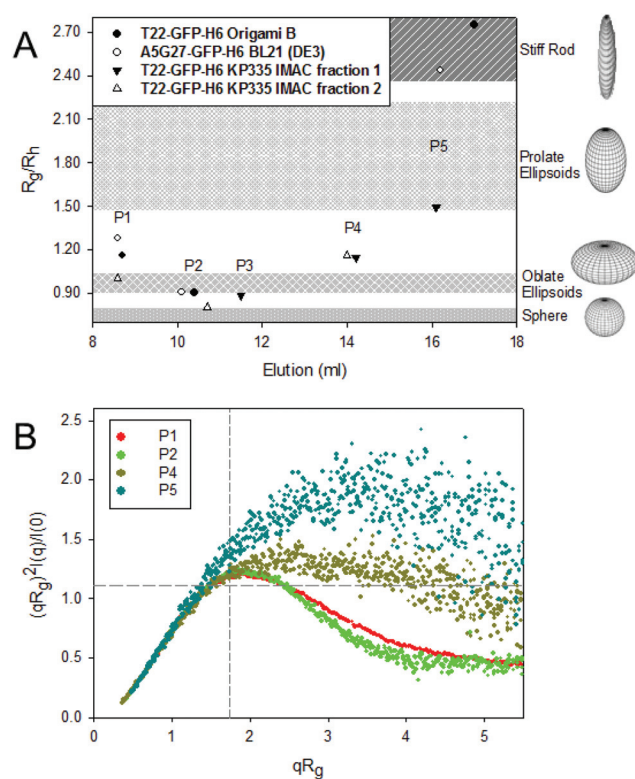 A
T22-GFP-H6 Origami B
A5G27-GFP-H6 BL21 (DE3)
T22-GFP-H6 KP335 IMAC fraction 1
T22-GFP-H6 KP335 IMAC fraction 2
2.70
2.40
2.10
1.80
1.50
1.20
0.90
Rg/Rh
P1
P2
P3
P4
P5
8
10
12
14
16
18
Elution (ml)
Stiff Rod
Prolate
Ellipsoids
Oblate
Ellipsoids
Sphere
B
P1
P2
P4
P5
2.5
2.0
1.5
1.0
0.5
0.0
(qRg)²I(q)/I(0)
0
1
2
3
4
5
qRg